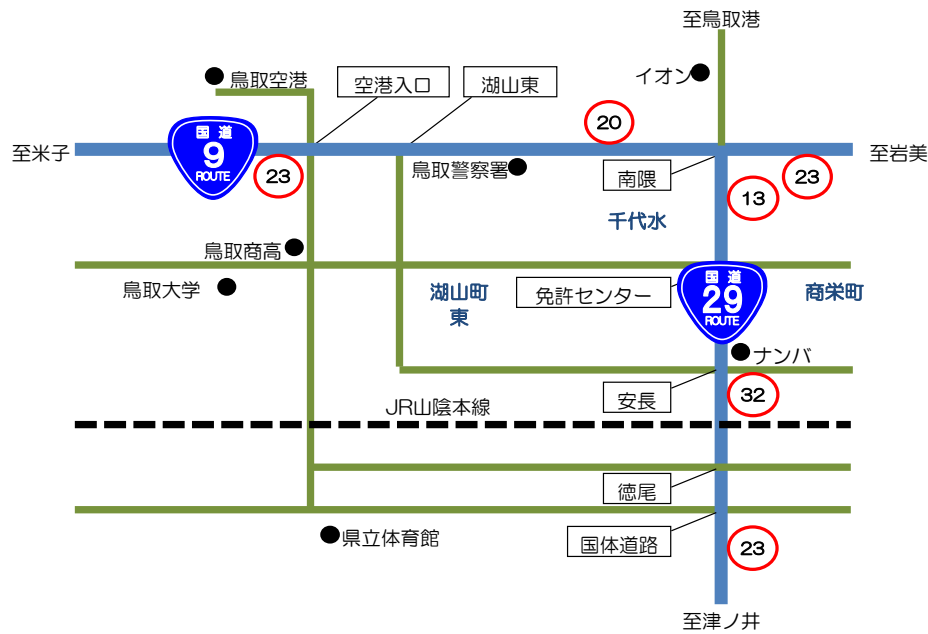 至鳥取港
鳥取空港
空港入口
湖山東
イオン
20
国道
9
ROUTE
至米子
23
鳥取警察署
南隈
13
23
至岩美
千代水
鳥取商高
鳥取大学
湖山町
東
免許センター
国道
29
ROUTE
商栄町
ナンバ
安長
32
JR山陰本線
徳尾
県立体育館
国体道路
23
至津ノ井